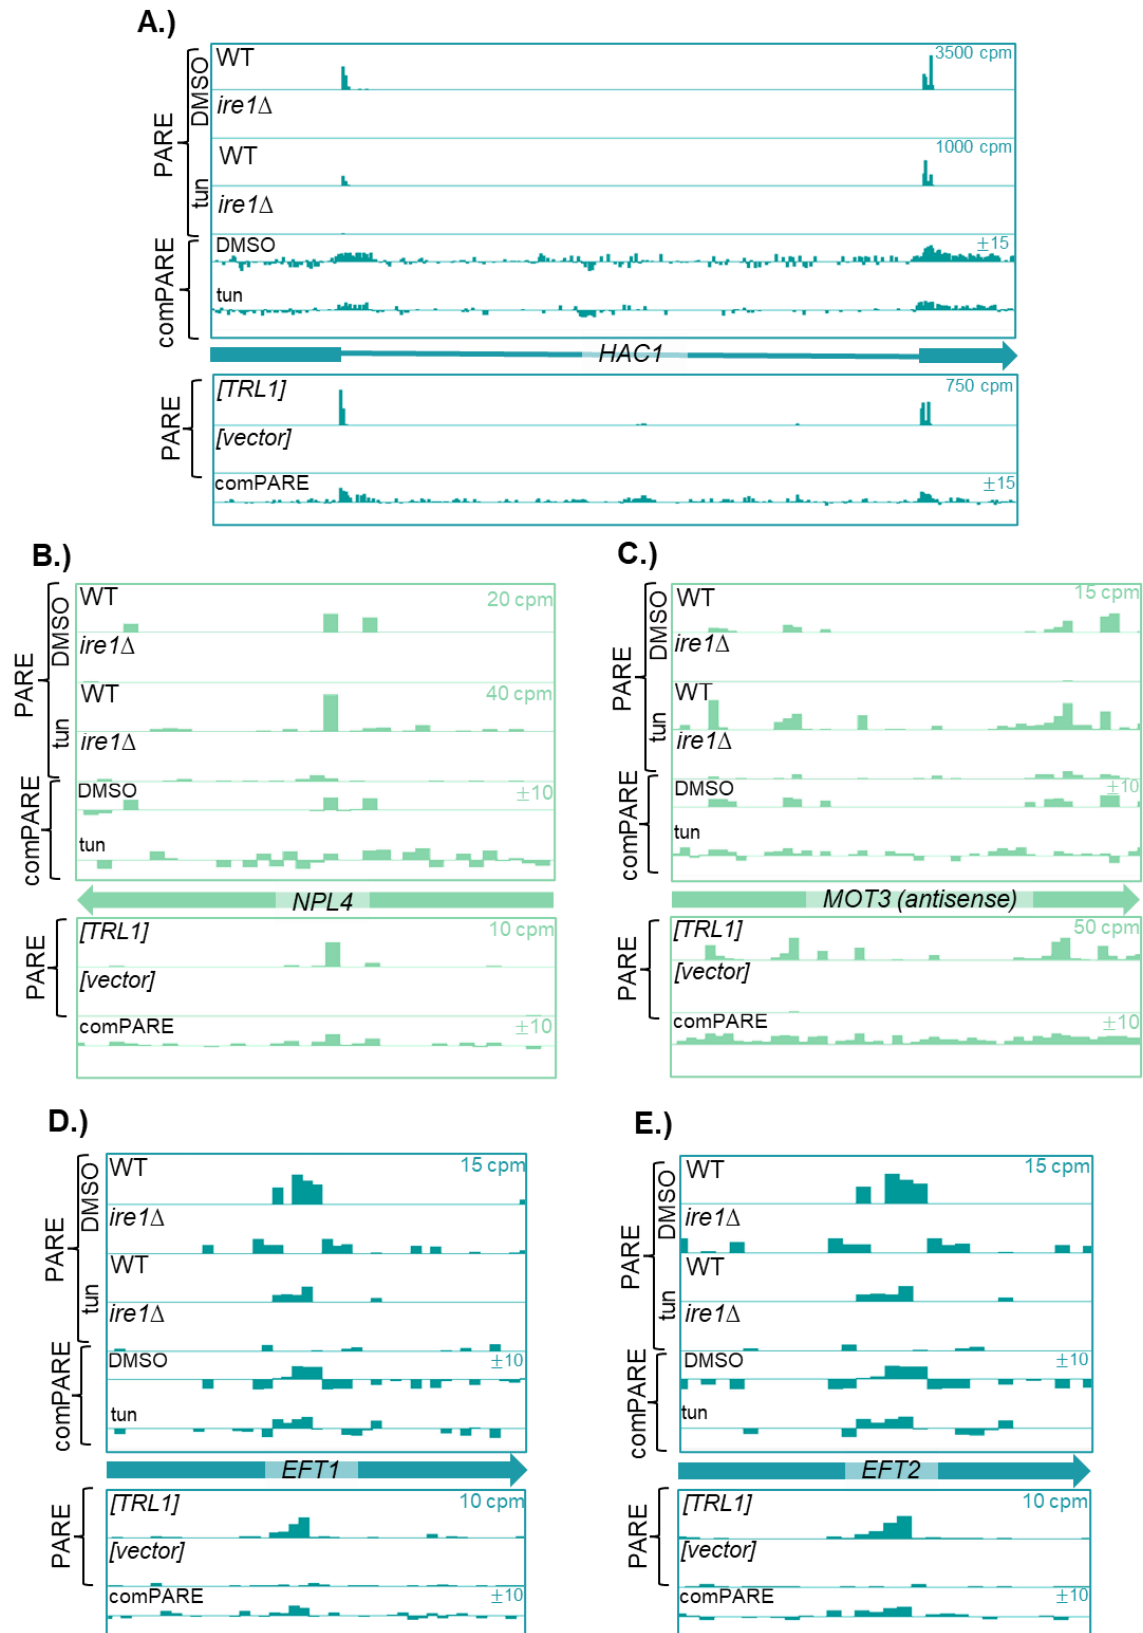 A.)
PARE
DMSO
WT
3500 cpm
ire1Δ
tun
WT
1000 cpm
ire1Δ
comPARE
DMSO
±15
tun
HAC1
PARE
[TRL1]
750 cpm
[vector]
comPARE
±15
B.)
PARE
DMSO
WT
20 cpm
ire1Δ
tun
WT
40 cpm
ire1Δ
comPARE
DMSO
±10
tun
NPL4
PARE
[TRL1]
10 cpm
[vector]
comPARE
±10
C.)
PARE
DMSO
WT
15 cpm
ire1Δ
tun
WT
ire1Δ
comPARE
DMSO
±10
tun
MOT3 (antisense)
PARE
[TRL1]
50 cpm
[vector]
comPARE
±10
D.)
PARE
DMSO
WT
15 cpm
ire1Δ
tun
WT
ire1Δ
comPARE
DMSO
±10
tun
EFT1
PARE
[TRL1]
10 cpm
[vector]
comPARE
±10
E.)
PARE
DMSO
WT
15 cpm
ire1Δ
tun
WT
ire1Δ
comPARE
DMSO
±10
tun
EFT2
PARE
[TRL1]
10 cpm
[vector]
comPARE
±10